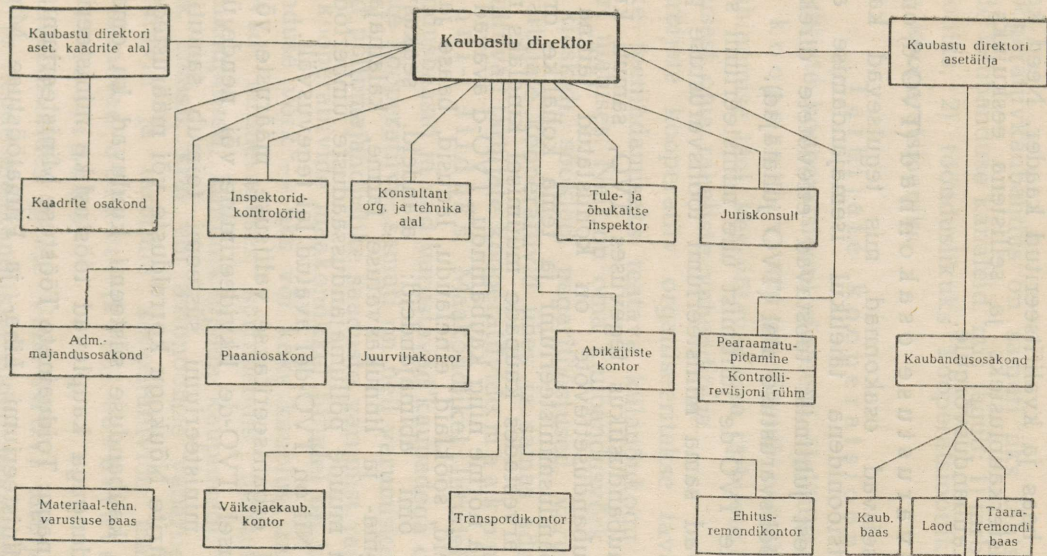 Kaubastu direktori
aset. kaadrite alal
Kaubastu direktor
Kaubastu direktori
asetäitja
Kaadrite osakond
Inspektorid-
kontrolörid
Konsultant
org. ja tehnika
alal
Tule- ja
õhukaitse
inspektor
Juriskonsult
Adm.-
majandusosakond
Plaaniosakond
Juurviljakontor
Abikäitiste
kontor
Pearaamatu-
pidamine
Kontrolli-
revisjoni rühm
Kaubandusosakond
Materiaal-tehn.
varustuse baas
Väikejaekaub.
kontor
Transpordikontor
Ehitus-
remondikontor
Kaub.
baas
Laod
Taara-
remondi
baas